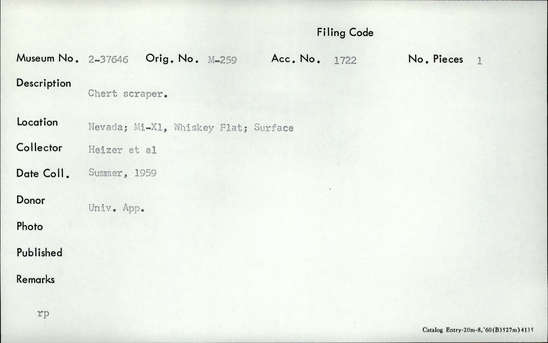 Filing Code
Museum No. 2-37646 Orig. No. M-259 Acc. No. 1722 No. Pieces 1
Description
Chert scraper.
Location
Nevada; Mi-X1, Whiskey Flat; Surface
Collector
Heizer et al
Date Coll.
Summer, 1959
Donor
Univ. App.
Photo
Published
Remarks
rp
Catalog Entry-20m-8,'60(B3527m)